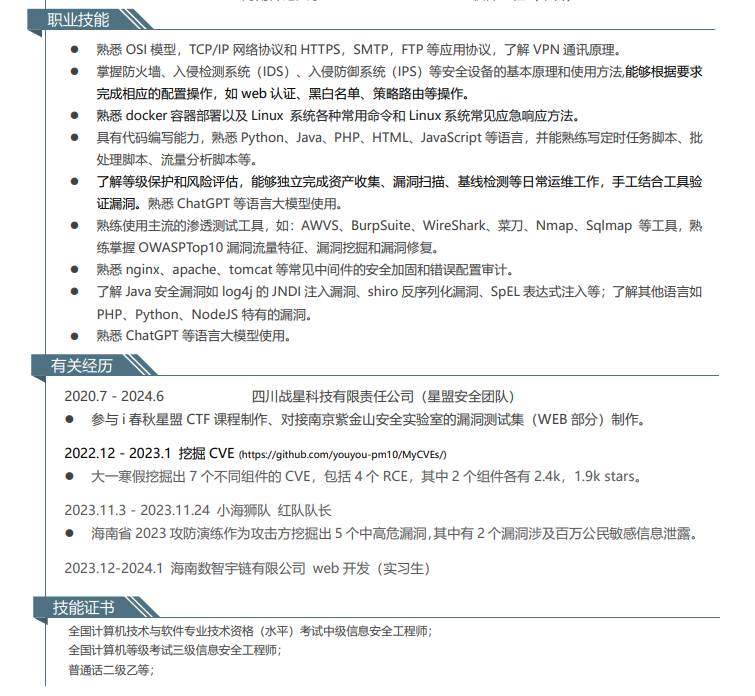 职业技能
● 熟悉 OSI 模型，TCP/IP 网络协议和 HTTPS，SMTP，FTP 等应用协议，了解 VPN 通讯原理。
● 掌握防火墙、入侵检测系统（IDS）、入侵防御系统（IPS）等安全设备的基本原理和使用方法,能够根据要求
完成相应的配置操作，如 web 认证、黑白名单、策略路由等操作。
● 熟悉 docker 容器部署以及 Linux 系统各种常用命令和 Linux 系统常见应急响应方法。
● 具有代码编写能力，熟悉 Python、Java、PHP、HTML、JavaScript 等语言，并能熟练写定时任务脚本、批
处理脚本、流量分析脚本等。
● 了解等级保护和风险评估，能够独立完成资产收集、漏洞扫描、基线检测等日常运维工作，手工结合工具验
证漏洞。熟悉 ChatGPT 等语言大模型使用。
● 熟练使用主流的渗透测试工具，如：AWVS、BurpSuite、WireShark、菜刀、Nmap、Sqlmap 等工具，熟
练掌握 OWASPTop10 漏洞流量特征、漏洞挖掘和漏洞修复。
● 熟悉 nginx、apache、tomcat 等常见中间件的安全加固和错误配置审计。
● 了解 Java 安全漏洞如 log4j 的 JNDI 注入漏洞、shiro 反序列化漏洞、SpEL 表达式注入等；了解其他语言如
PHP、Python、NodeJS 特有的漏洞。
● 熟悉 ChatGPT 等语言大模型使用。
有关经历
2020.7 - 2024.6 四川战星科技有限责任公司（星盟安全团队）
● 参与 i 春秋星盟 CTF 课程制作、对接南京紫金山安全实验室的漏洞测试集（WEB 部分）制作。
2022.12 - 2023.1 挖掘 CVE (https://github.com/youyou-pm10/MyCVEs/)
● 大一寒假挖掘出 7 个不同组件的 CVE，包括 4 个 RCE，其中 2 个组件各有 2.4k，1.9k stars。
2023.11.3 - 2023.11.24 小海狮队 红队队长
● 海南省 2023 攻防演练作为攻击方挖掘出 5 个中高危漏洞,其中有 2 个漏洞涉及百万公民敏感信息泄露。
2023.12-2024.1 海南数智宇链有限公司 web 开发（实习生）
技能证书
全国计算机技术与软件专业技术资格（水平）考试中级信息安全工程师；
全国计算机等级考试三级信息安全工程师；
普通话二级乙等；